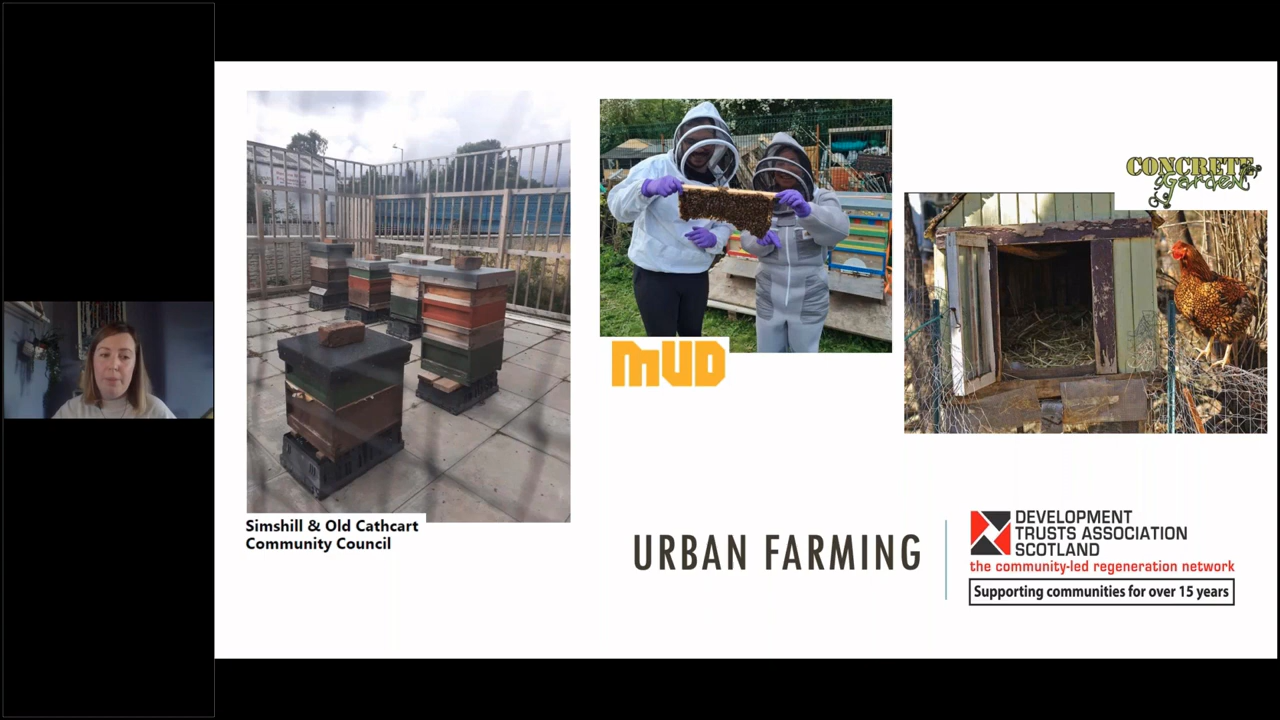 Simshill & Old Cathcart
Community Council
MUD
CONCRETE
Garden
URBAN FARMING
DEVELOPMENT
TRUSTS ASSOCIATION
SCOTLAND
the community-led regeneration network
Supporting communities for over 15 years